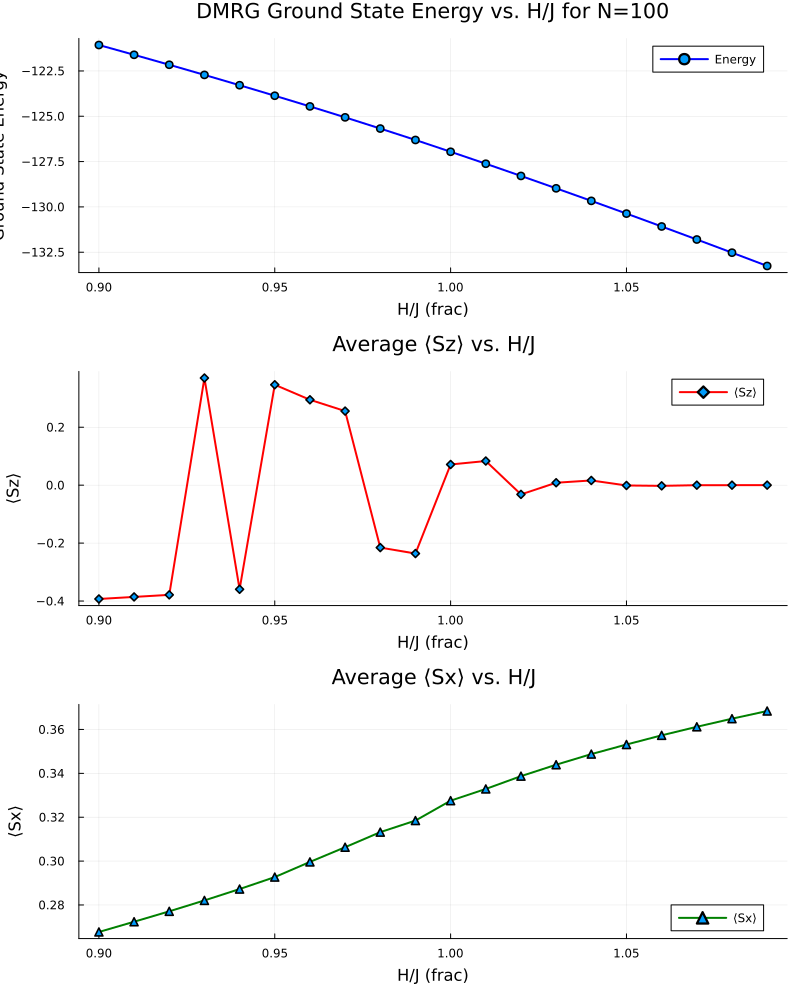 DMRG Ground State Energy vs. H/J for N=100
Energy
−122.5
−125.0
−127.5
−130.0
−132.5
Ground State Energy
0.90
0.95
1.00
1.05
H/J (frac)
Average ⟨Sz⟩ vs. H/J
⟨Sz⟩
0.2
0.0
−0.2
−0.4
⟨Sz⟩
0.90
0.95
1.00
1.05
H/J (frac)
Average ⟨Sx⟩ vs. H/J
0.36
0.34
0.32
0.30
0.28
⟨Sx⟩
⟨Sx⟩
0.90
0.95
1.00
1.05
H/J (frac)